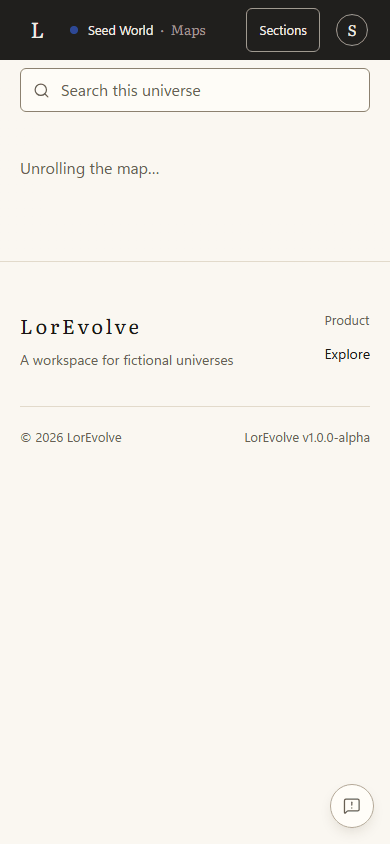 L Seed World · Maps Sections S
Search this universe
Unrolling the map...
LorEvolve
A workspace for fictional universes
Product
Explore
© 2026 LorEvolve LorEvolve v1.0.0-alpha